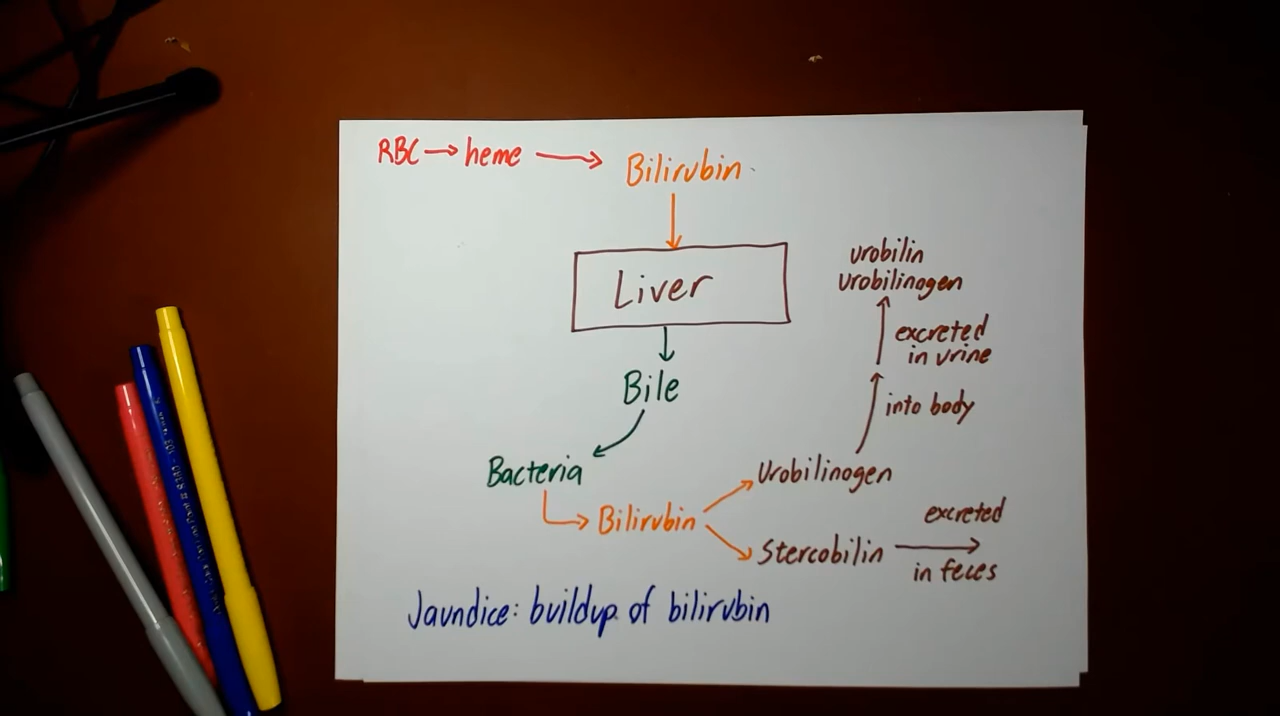 RBC → heme → Bilirubin
Liver
Bile
Bacteria
Bilirubin
Urobilinogen
into body
excreted
in urine
urobilin
urobilinogen
Stercobilin
excreted
in feces
Jaundice: buildup of bilirubin